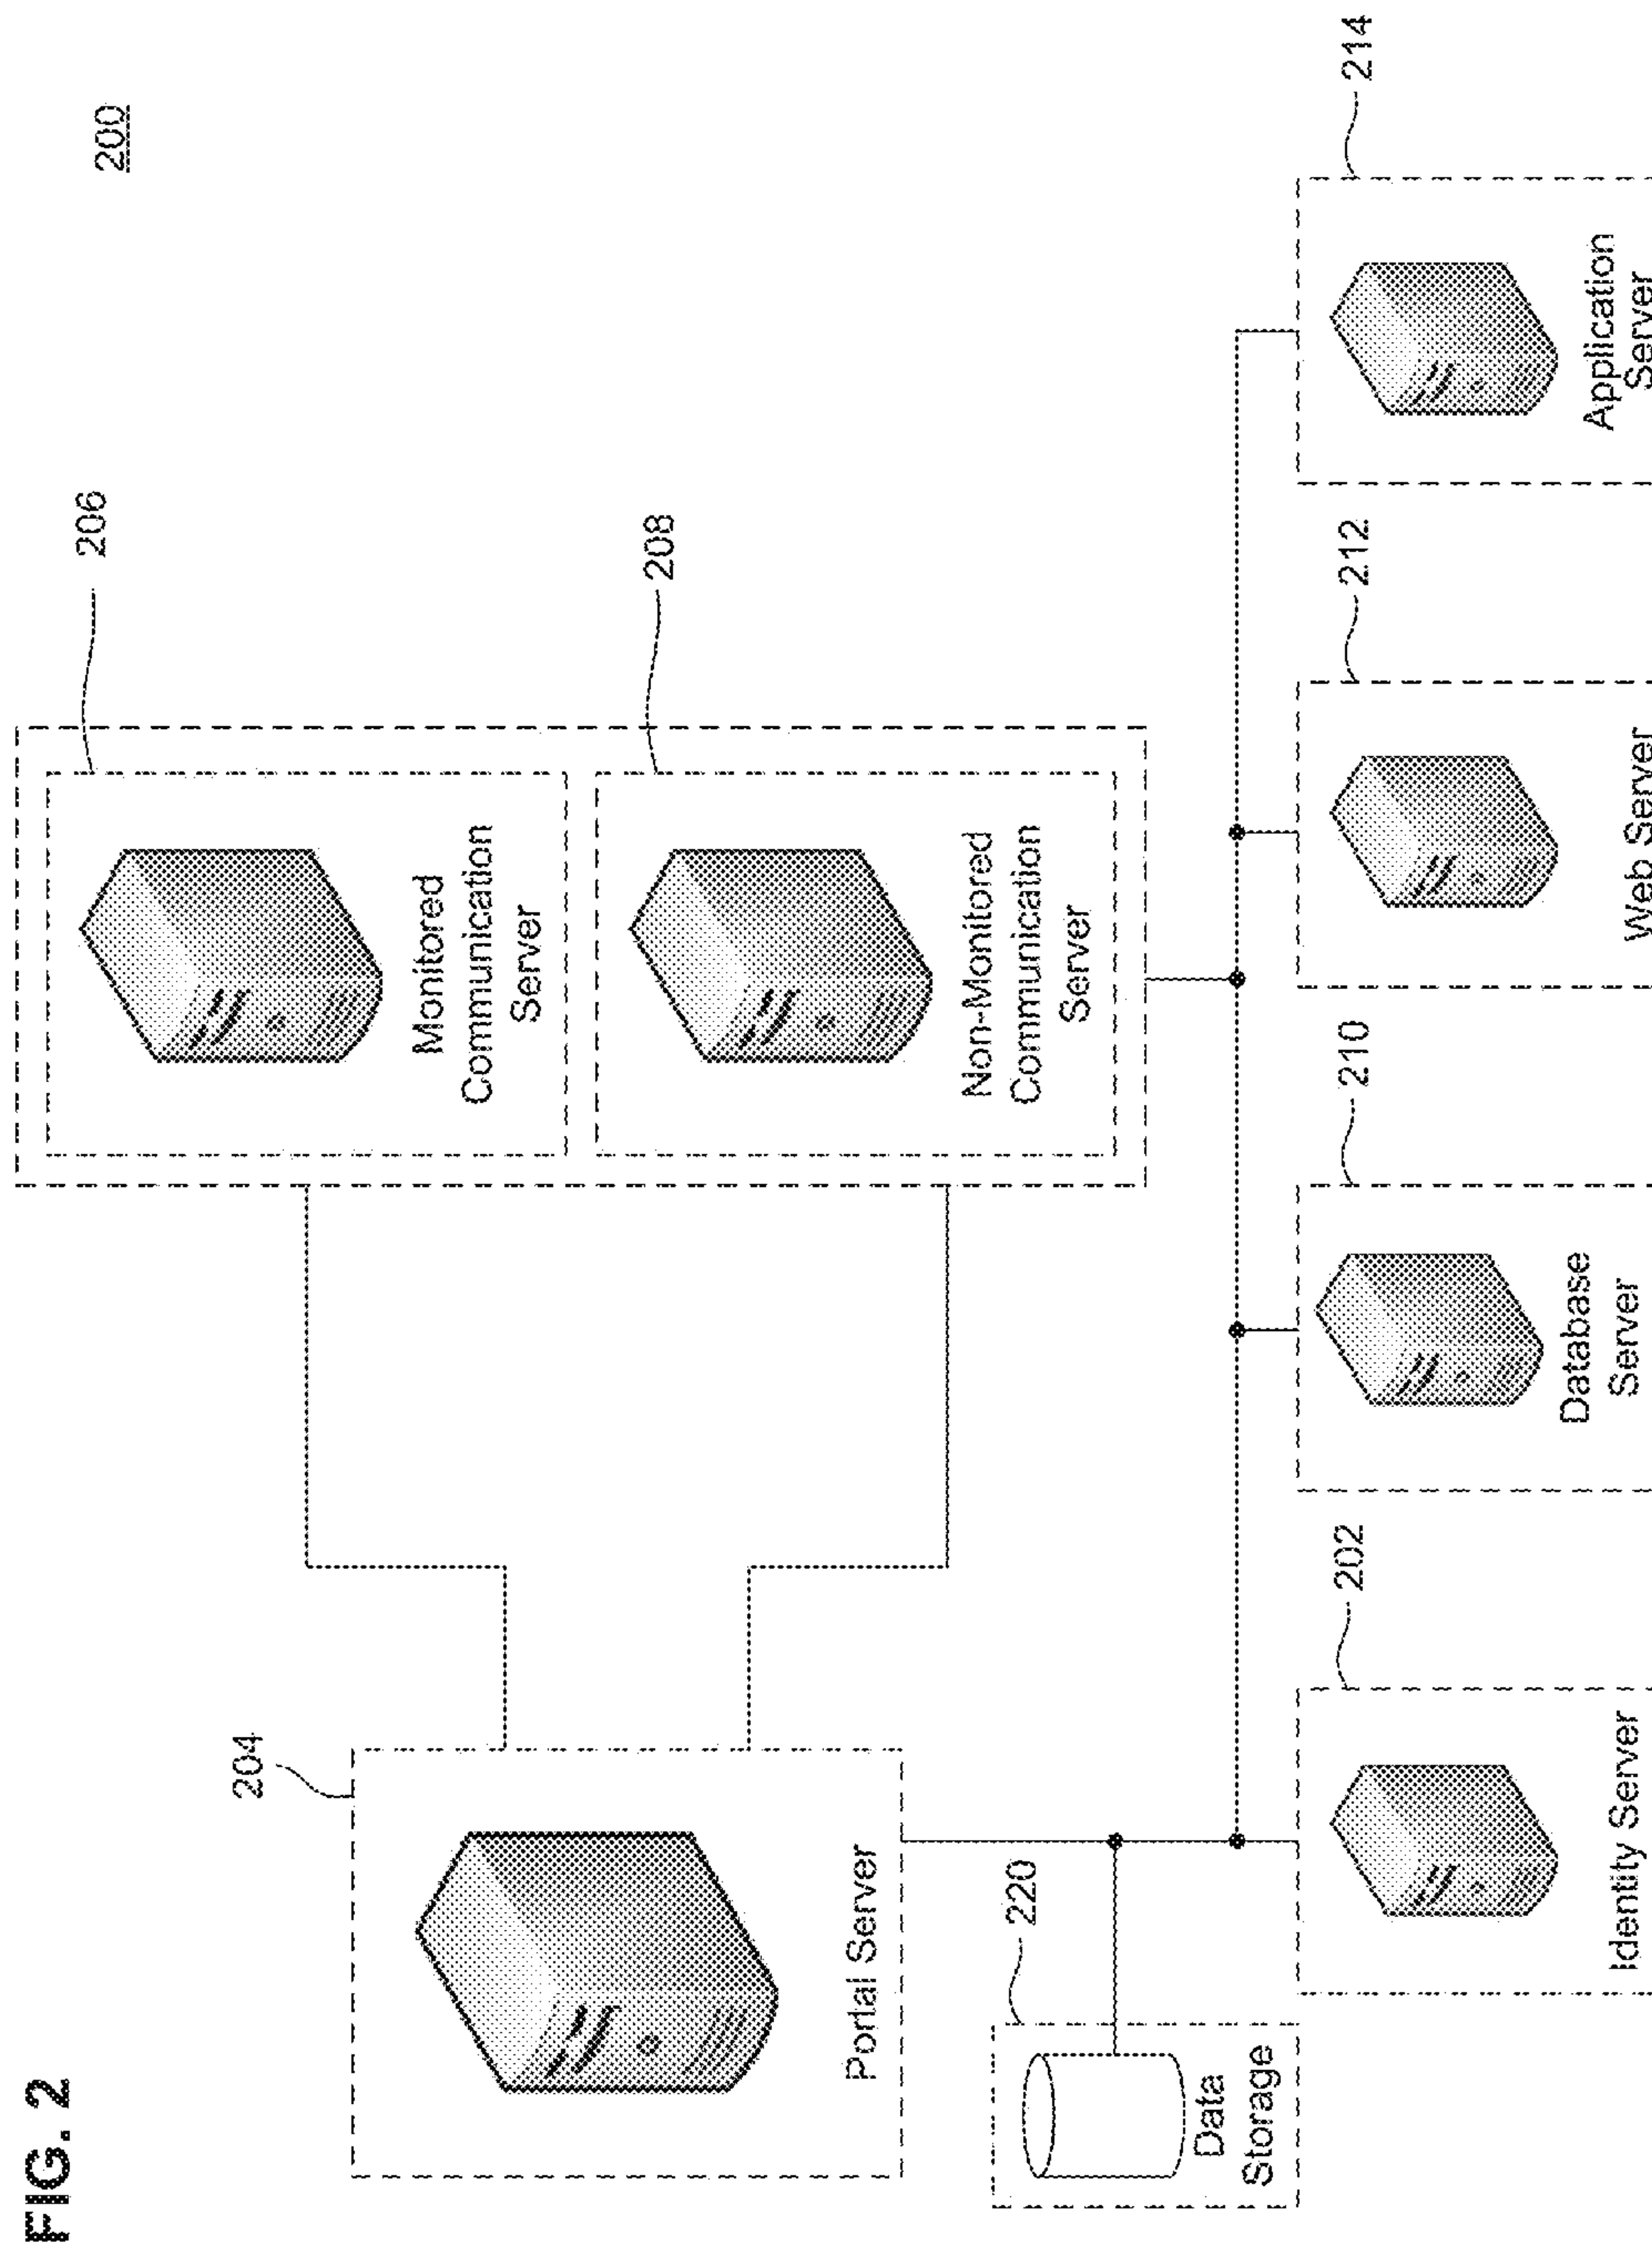 FIG. 2
200
204
Portal Server
206
Monitored
Communication
Server
208
Non-Monitored
Communication
Server
220
Data
Storage
202
Identity Server
210
Database
Server
212
Web Server
214
Application
Server